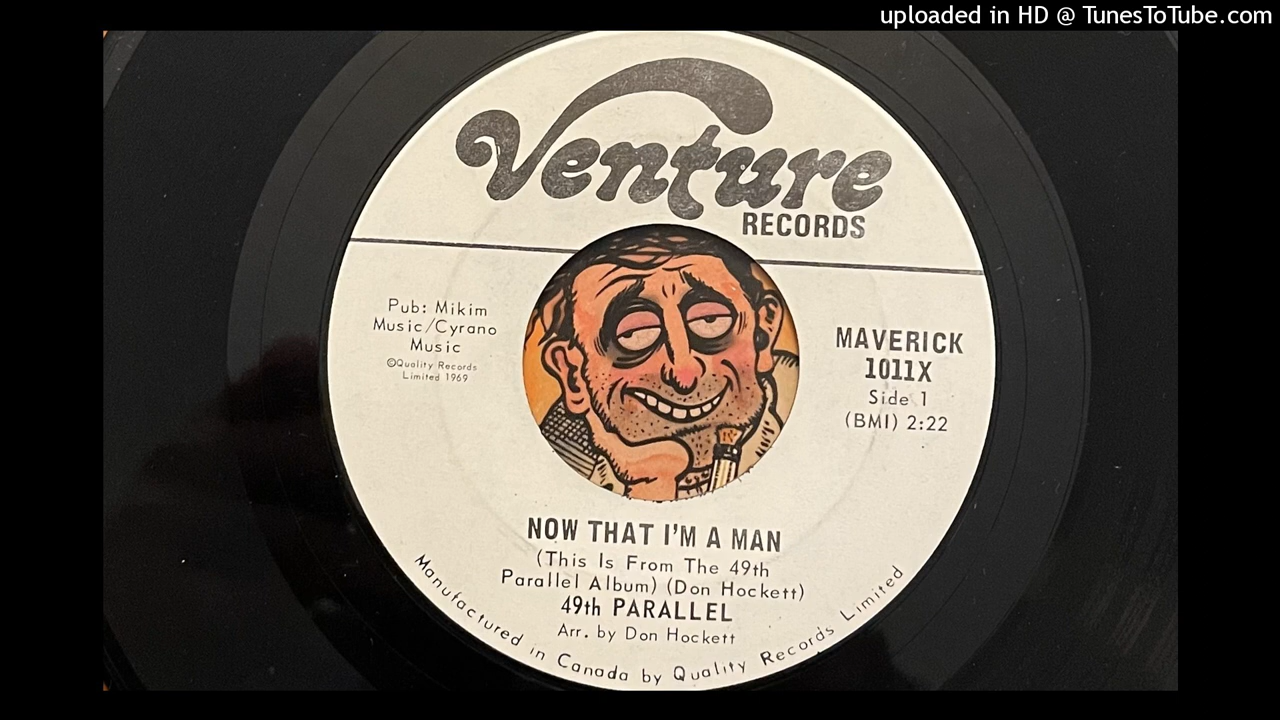 uploaded in HD @ TunesToTube.com
Venture
RECORDS
Pub: Mikim
Music/Cyrano
Music
©Quality Records
Limited 1969
MAVERICK
1011X
Side 1
(BMI) 2:22
NOW THAT I'M A MAN
(This Is From The 49th
Parallel Album) (Don Hockett)
49th PARALLEL
Arr. by Don Hockett
Manufactured in Canada by Quality Records Limited